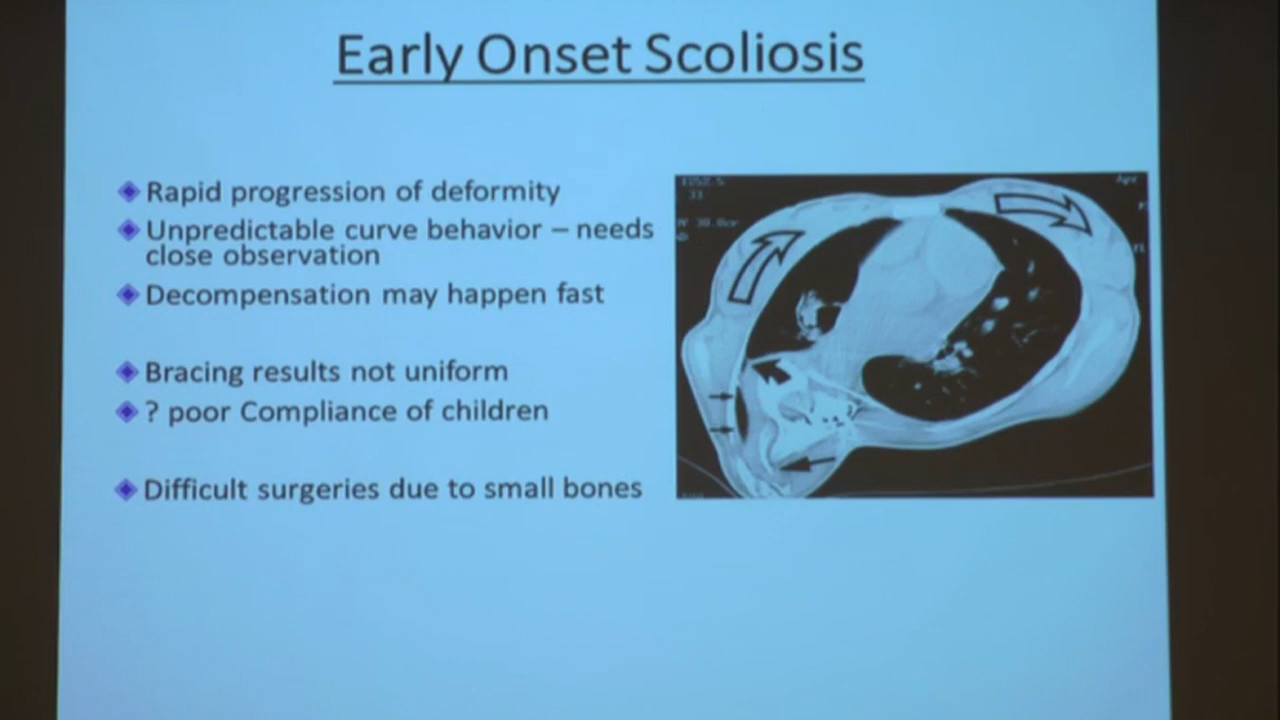 Early Onset Scoliosis
Rapid progression of deformity
Unpredictable curve behavior – needs
close observation
Decompensation may happen fast
Bracing results not uniform
? poor Compliance of children
Difficult surgeries due to small bones
33